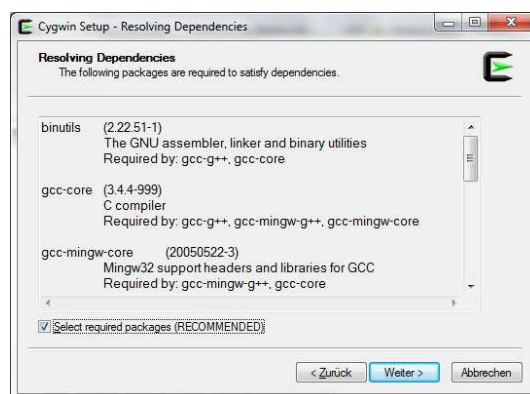 Cygwin Setup - Resolving Dependencies
Resolving Dependencies
The following packages are required to satisfy dependencies.
binutils (2.22.51-1)
The GNU assembler, linker and binary utilities
Required by: gcc-g++, gcc-core
gcc-core (3.4.4-999)
C compiler
Required by: gcc-g++, gcc-mingw-g++, gcc-mingw-core
gcc-mingw-core (20050522-3)
Mingw32 support headers and libraries for GCC
Required by: gcc-mingw-g++, gcc-core
Select required packages (RECOMMENDED)
< Zurück
Weiter >
Abbrechen